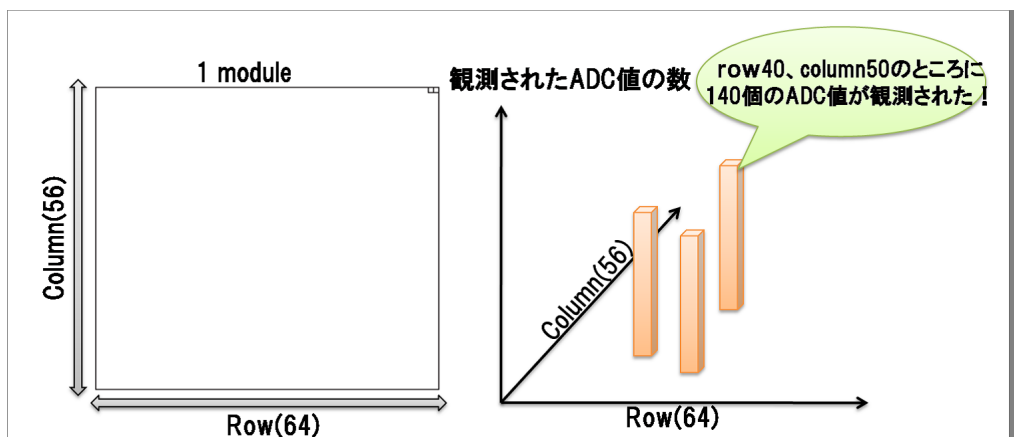 1 module
Column(56)
Row(64)
観測されたADC値の数
row40、column50のところに
140個のADC値が観測された！
Column(56)
Row(64)